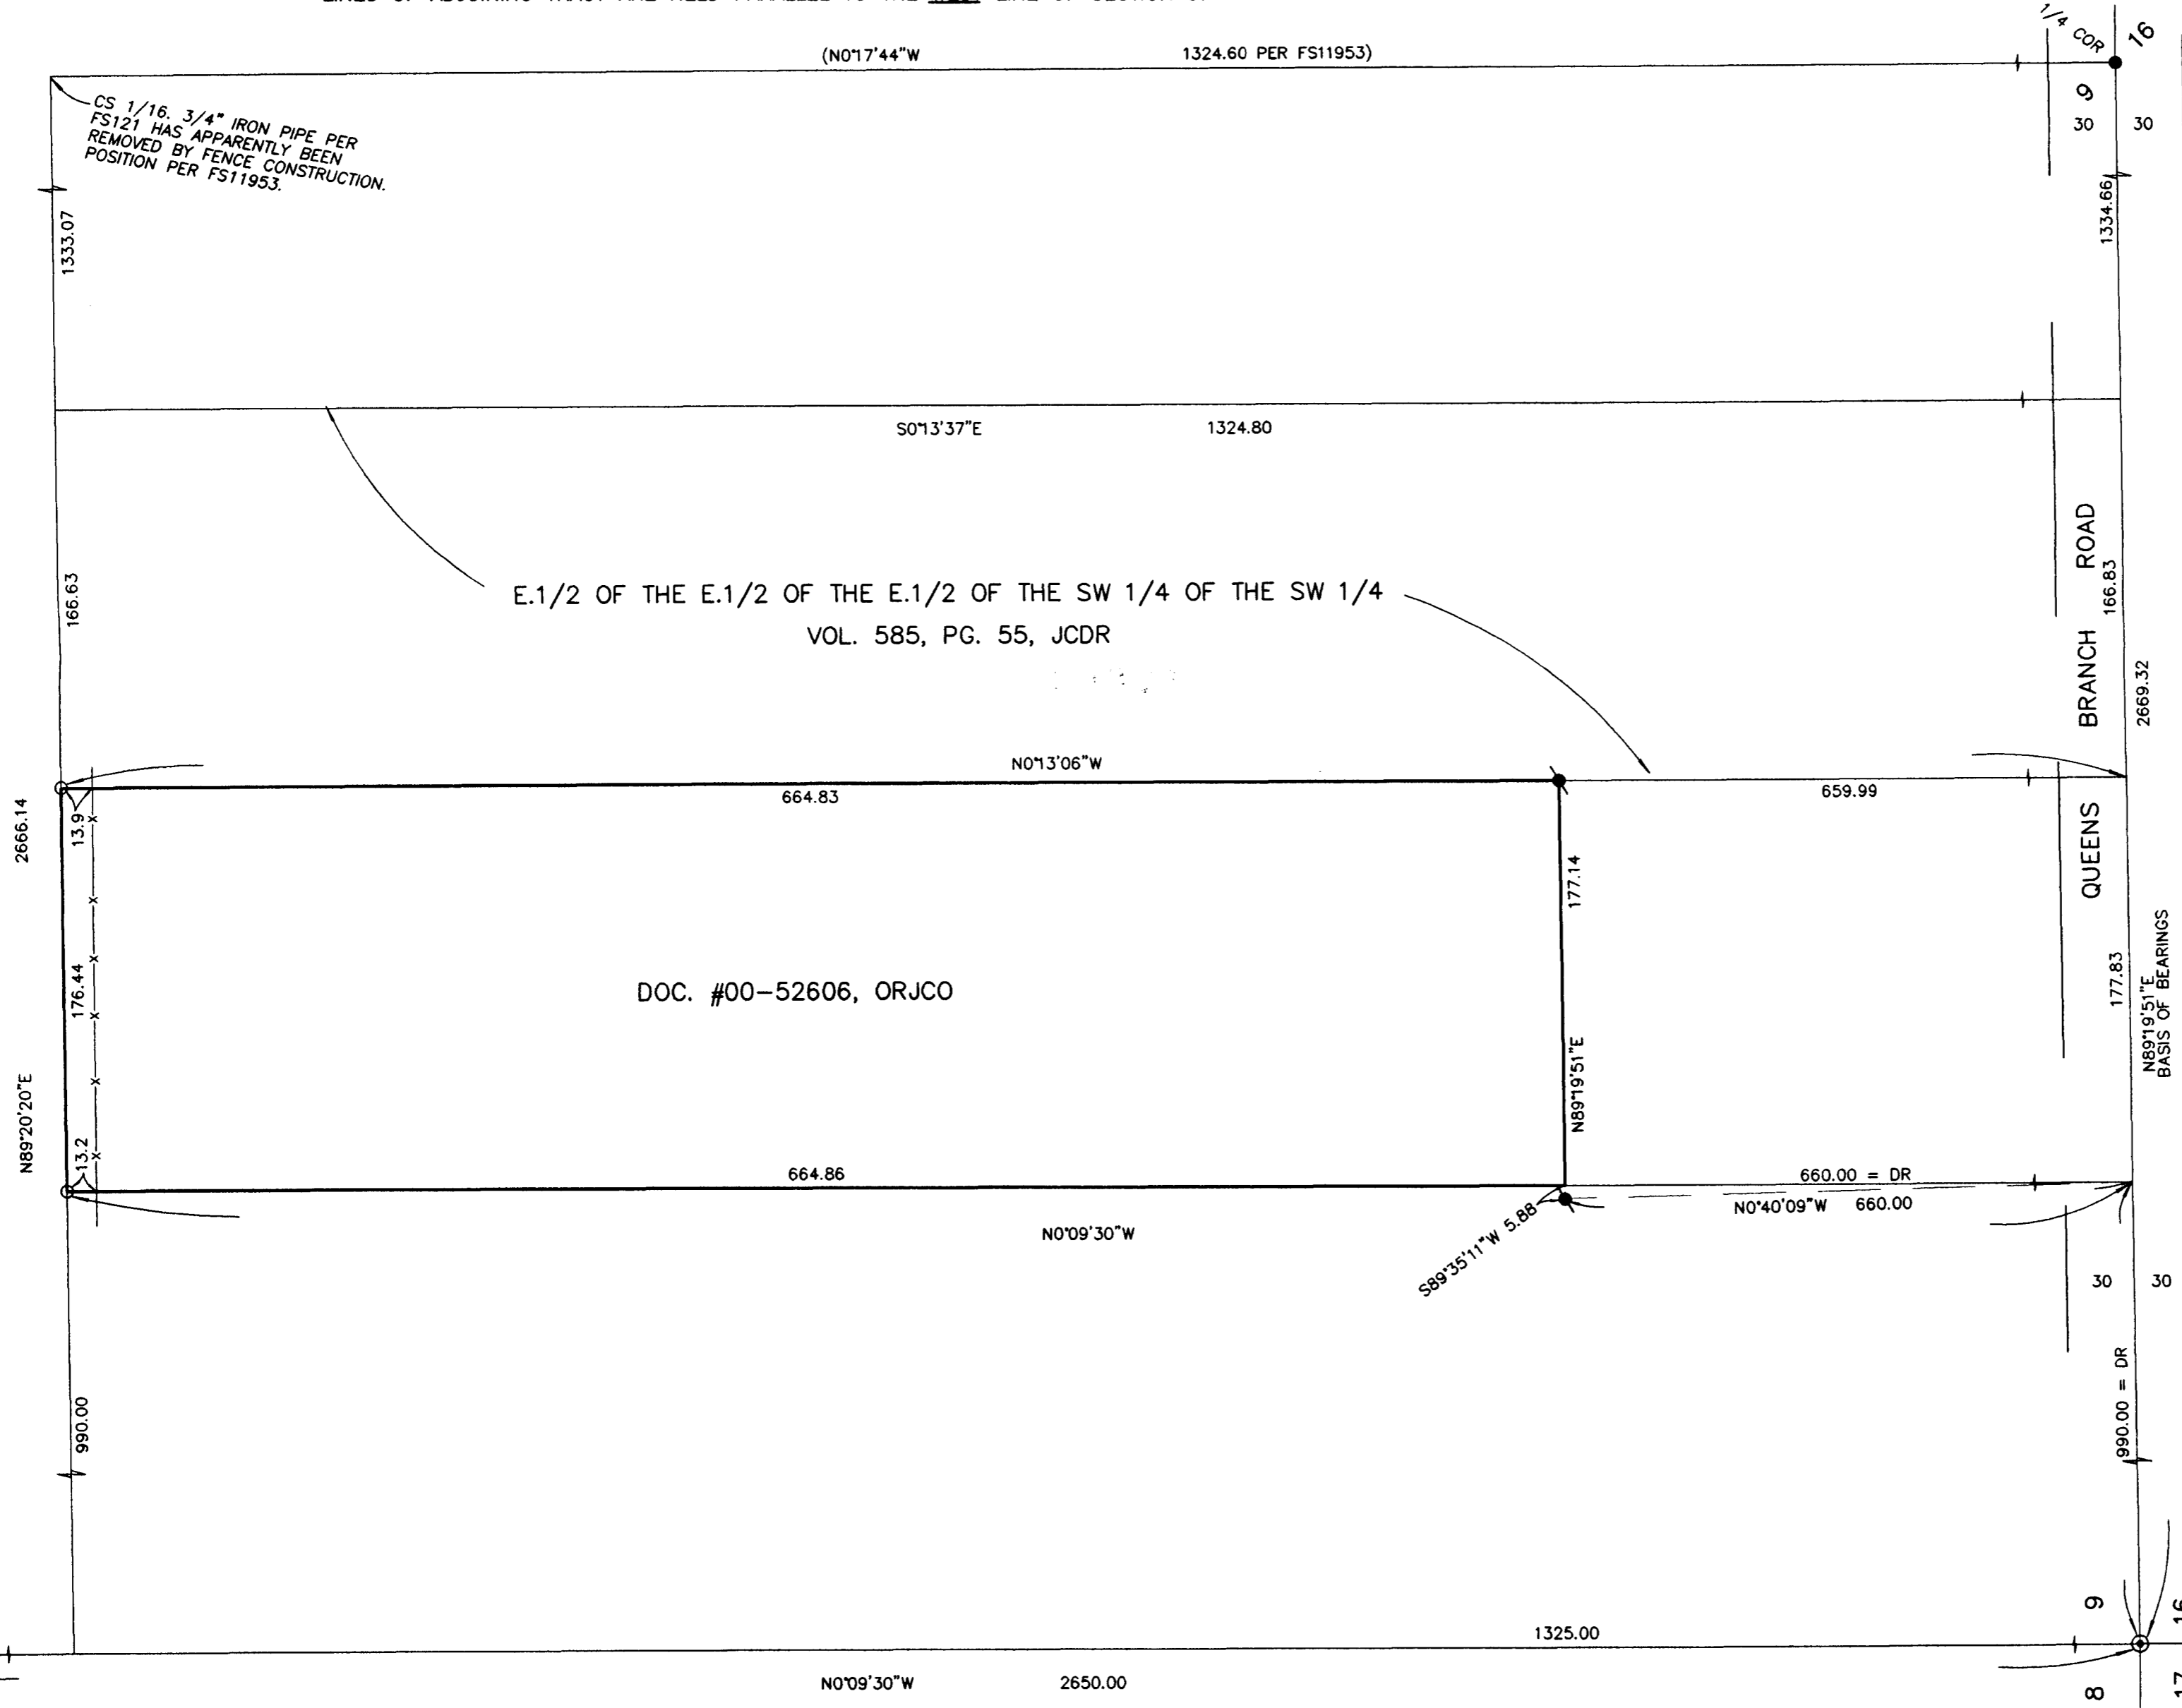 (N0°17'44"W 1324.60 PER FS11953)
1/4 COR
16
9
30 30
CS 1/16. 3/4" IRON PIPE PER
FS121 HAS APPARENTLY BEEN
REMOVED BY FENCE CONSTRUCTION.
POSITION PER FS11953.
1333.07
1334.66
S0°13'37"E 1324.80
166.63
E.1/2 OF THE E.1/2 OF THE E.1/2 OF THE SW 1/4 OF THE SW 1/4
VOL. 585, PG. 55, JCDR
QUEENS BRANCH ROAD
166.83
2669.32
N0°13'06"W
664.83
659.99
2666.14
13.9
177.14
176.44
DOC. #00-52606, ORJCO
177.83
N89°19'51"E
BASIS OF BEARINGS
N89°20'20"E
N89°19'51"E
13.2
664.86
660.00 = DR
N0°40'09"W 660.00
N0°09'30"W
S89°35'11"W 5.88
30 30
990.00
990.00 = DR
1325.00
9
N0°09'30"W 2650.00
8